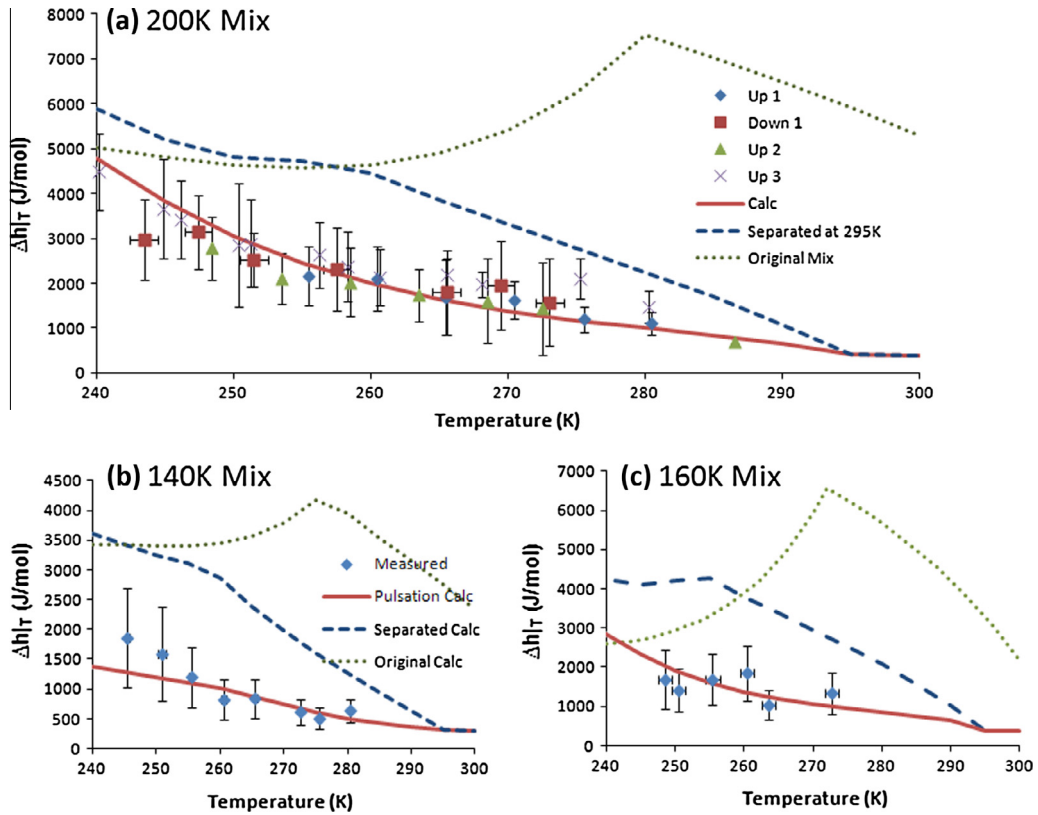 (a) 200K Mix
8000
7000
6000
5000
4000
3000
2000
1000
0
Δh|T (J/mol)
240 250 260 270 280 290 300
Temperature (K)
Up 1
Down 1
Up 2
Up 3
Calc
Separated at 295K
Original Mix
(b) 140K Mix
4500
4000
3500
3000
2500
2000
1500
1000
500
0
Δh|T (J/mol)
240 250 260 270 280 290 300
Temperature (K)
Measured
Pulsation Calc
Separated Calc
Original Calc
(c) 160K Mix
7000
6000
5000
4000
3000
2000
1000
0
Δh|T (J/mol)
240 250 260 270 280 290 300
Temperature (K)